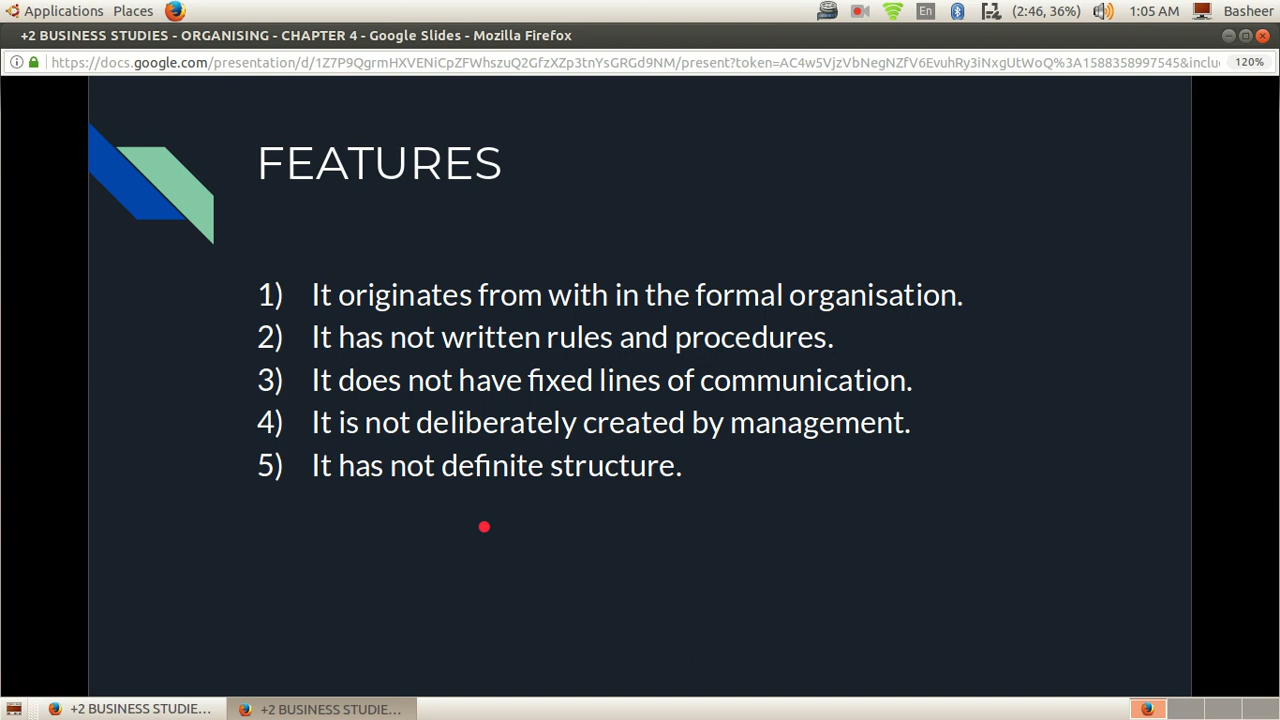 Applications Places En (2:46, 36%) 1:05 AM Basheer
+2 BUSINESS STUDIES - ORGANISING - CHAPTER 4 - Google Slides - Mozilla Firefox
https://docs.google.com/presentation/d/1Z7P9QgrmHXVENiCpZFWhszuQ2GfzXZp3tnYsGRGd9NM/present?token=AC4w5VjzVbNegNZfV6EvuhRy3iNxgUtWoQ%3A1588358997545&inclu 120%
FEATURES
1) It originates from with in the formal organisation.
2) It has not written rules and procedures.
3) It does not have fixed lines of communication.
4) It is not deliberately created by management.
5) It has not definite structure.
+2 BUSINESS STUDIE... +2 BUSINESS STUDIE...